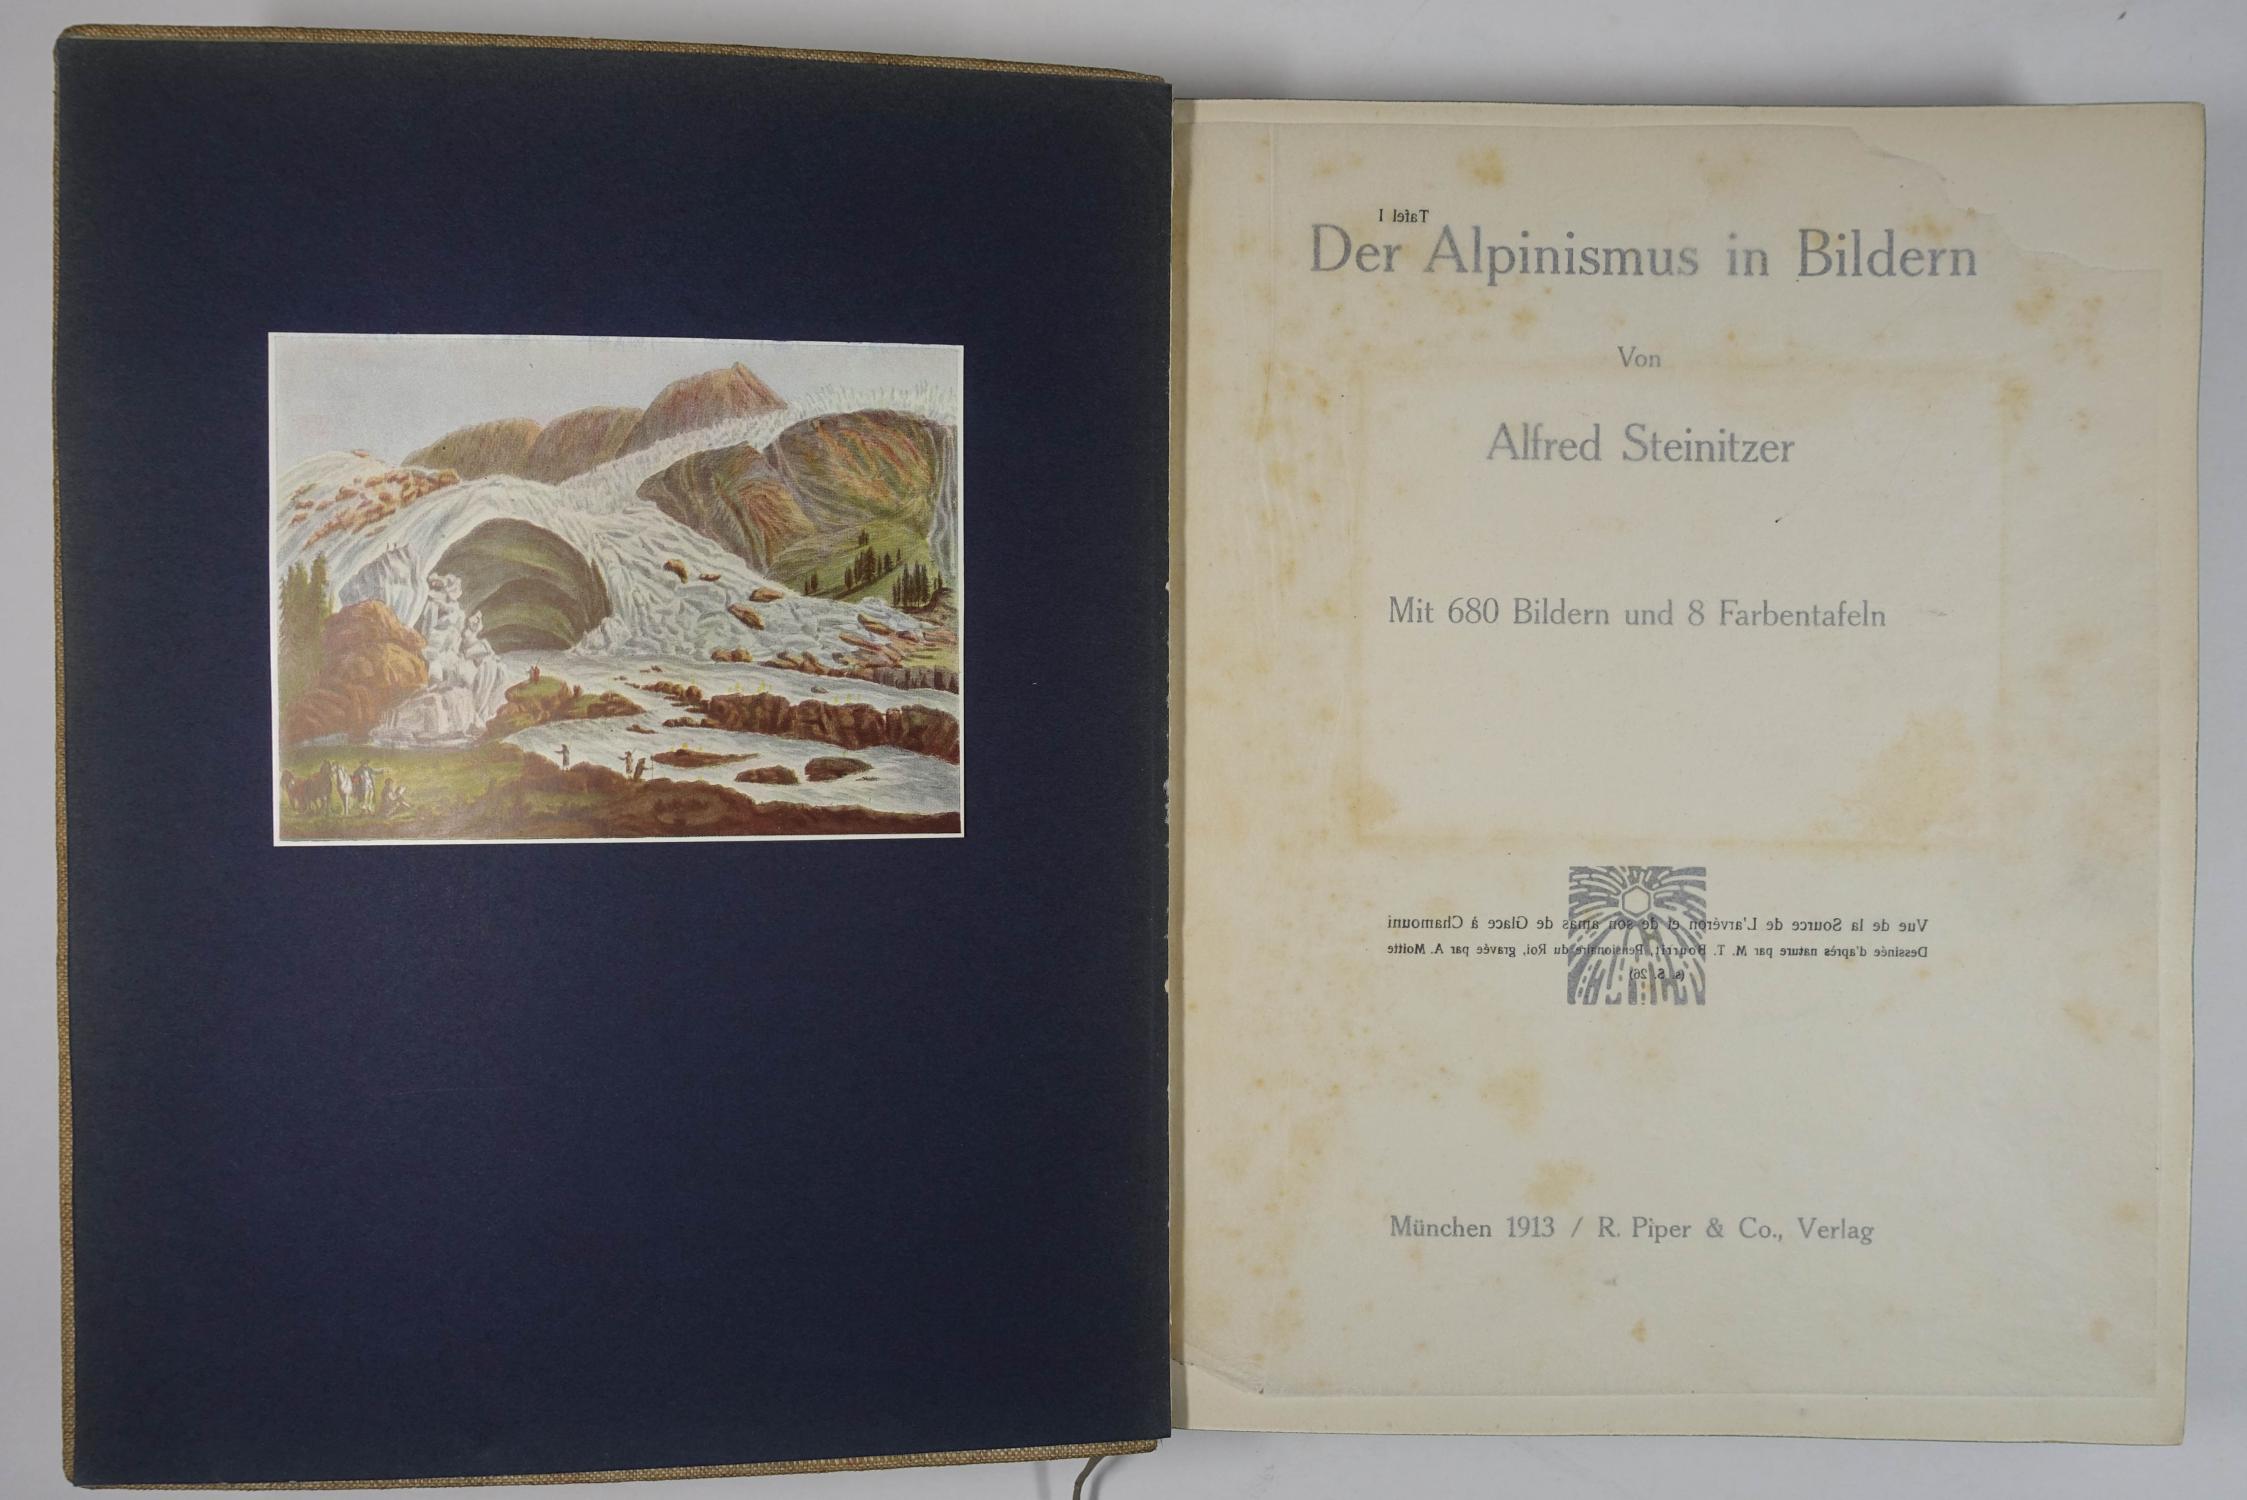 Tafel I
Der Alpinismus in Bildern
Von
Alfred Steinitzer
Mit 680 Bildern und 8 Farbentafeln
Vue de la Source de L'arvéron et de son amas de Glace à Chamouni
Dessinée d'après nature par M. T. Bourrit, Pensionaire du Roi, gravée par A. Moitte
(s. S. 26)
München 1913 / R. Piper & Co., Verlag